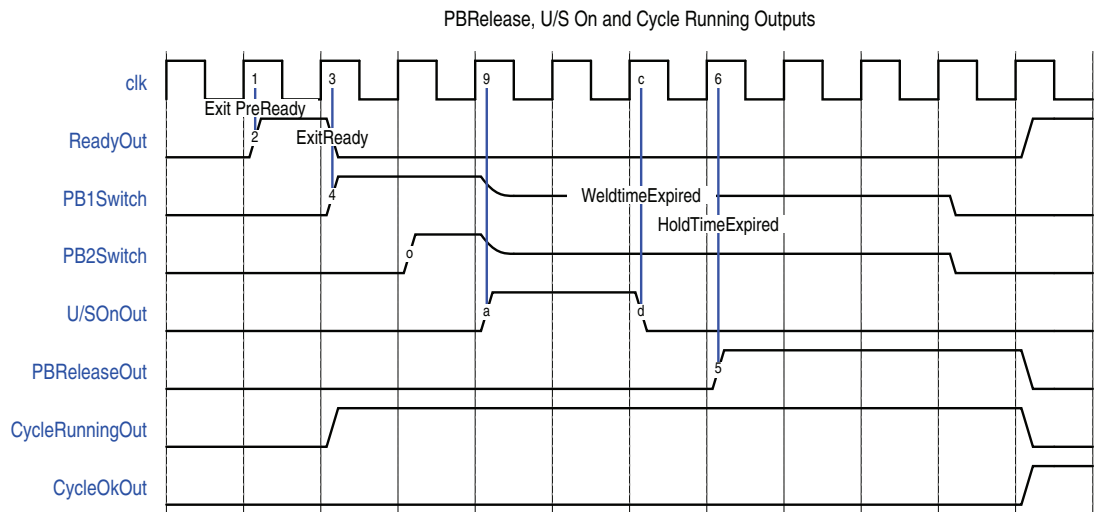 PBRelease, U/S On and Cycle Running Outputs
clk 1 3 9 c 6
Exit PreReady
ReadyOut 2 ExitReady
PB1Switch 4 WeldtimeExpired
HoldTimeExpired
PB2Switch o
U/SOnOut a d
PBReleaseOut 5
CycleRunningOut
CycleOkOut